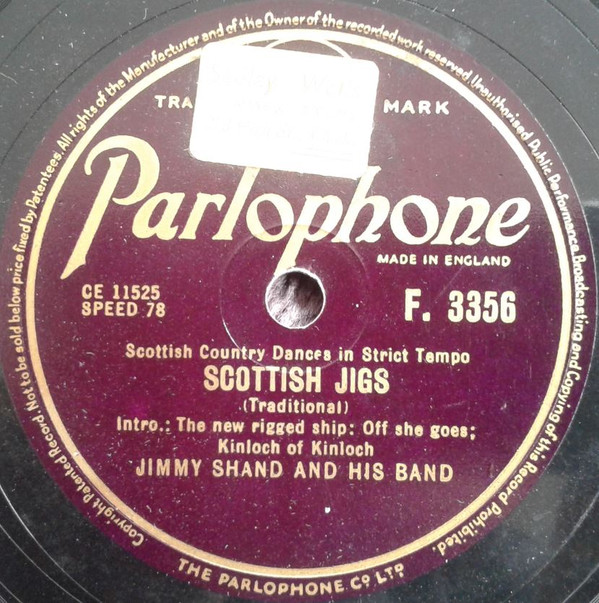 Copyright Patented Record Not to be sold below price fixed by Patentees. All rights of the Manufacturer and of the Owner of the recorded work reserved. Unauthorised Public Performance, Broadcasting and Copying of this Record Prohibited.
MARK
Parlophone
MADE IN ENGLAND
CE 11525
SPEED 78
F. 3356
Scottish Country Dances in Strict Tempo
SCOTTISH JIGS
(Traditional)
Intro.: The new rigged ship: Off she goes;
Kinloch of Kinloch
JIMMY SHAND AND HIS BAND
THE PARLOPHONE Co LTD